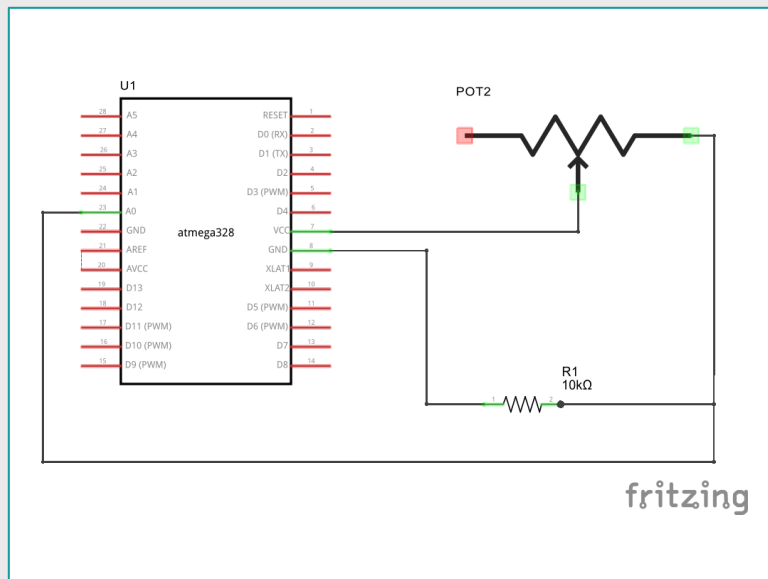 U1
POT2
28 A5 RESET 1
27 A4 D0 (RX) 2
26 A3 D1 (TX) 3
25 A2 D2 4
24 A1 D3 (PWM) 5
23 A0 D4 6
22 GND VCC 7
atmega328
21 AREF GND 8
20 AVCC XLAT1 9
19 D13 XLAT2 10
18 D12 D5 (PWM) 11
17 D11 (PWM) D6 (PWM) 12
16 D10 (PWM) D7 13
15 D9 (PWM) D8 14
R1
10kΩ
1 2
fritzing